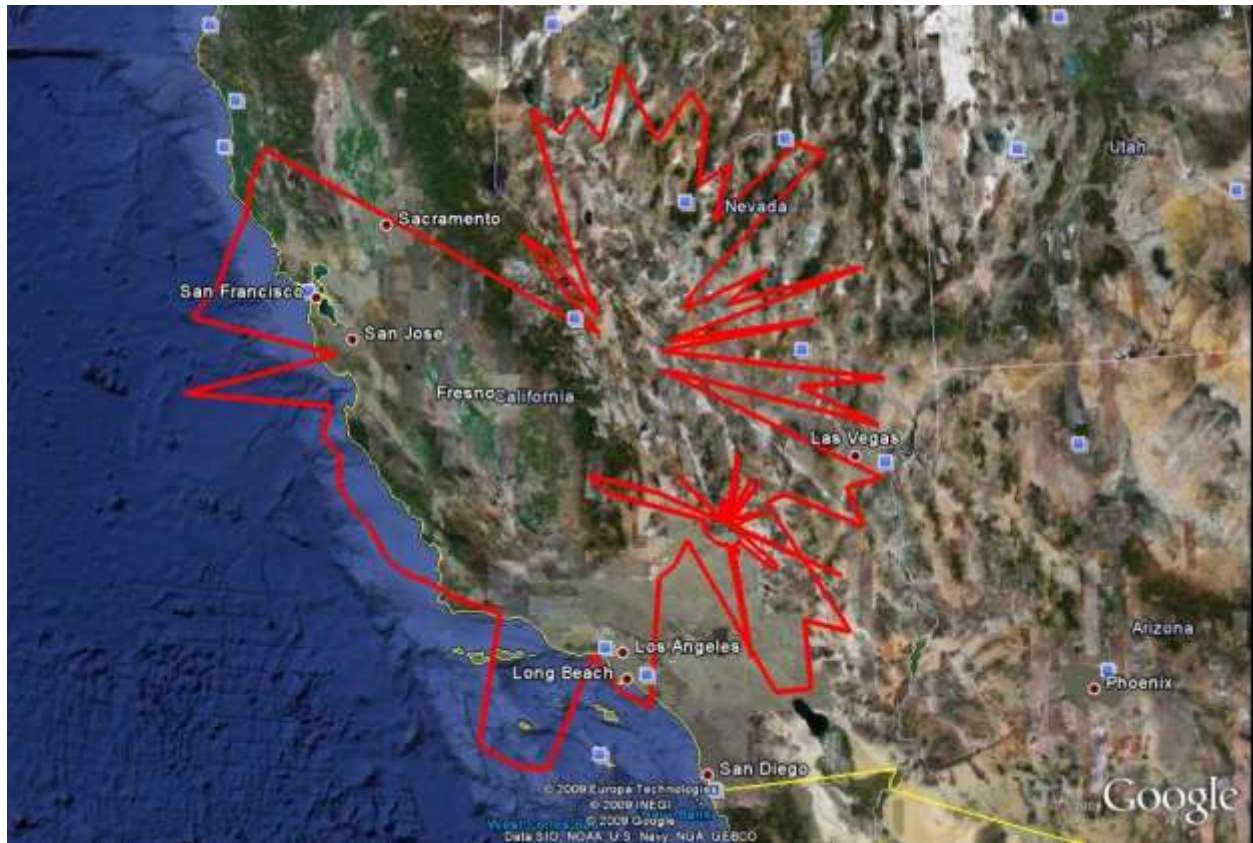 Utah
Sacramento
Nevada
San Francisco
San Jose
Fresno
California
Las Vegas
Arizona
Los Angeles
Long Beach
Phoenix
San Diego
© 2009 Europa Technologies
© 2009 INEGI
© 2009 Google
Data SIO, NOAA, U.S. Navy, NGA, GEBCO
Google